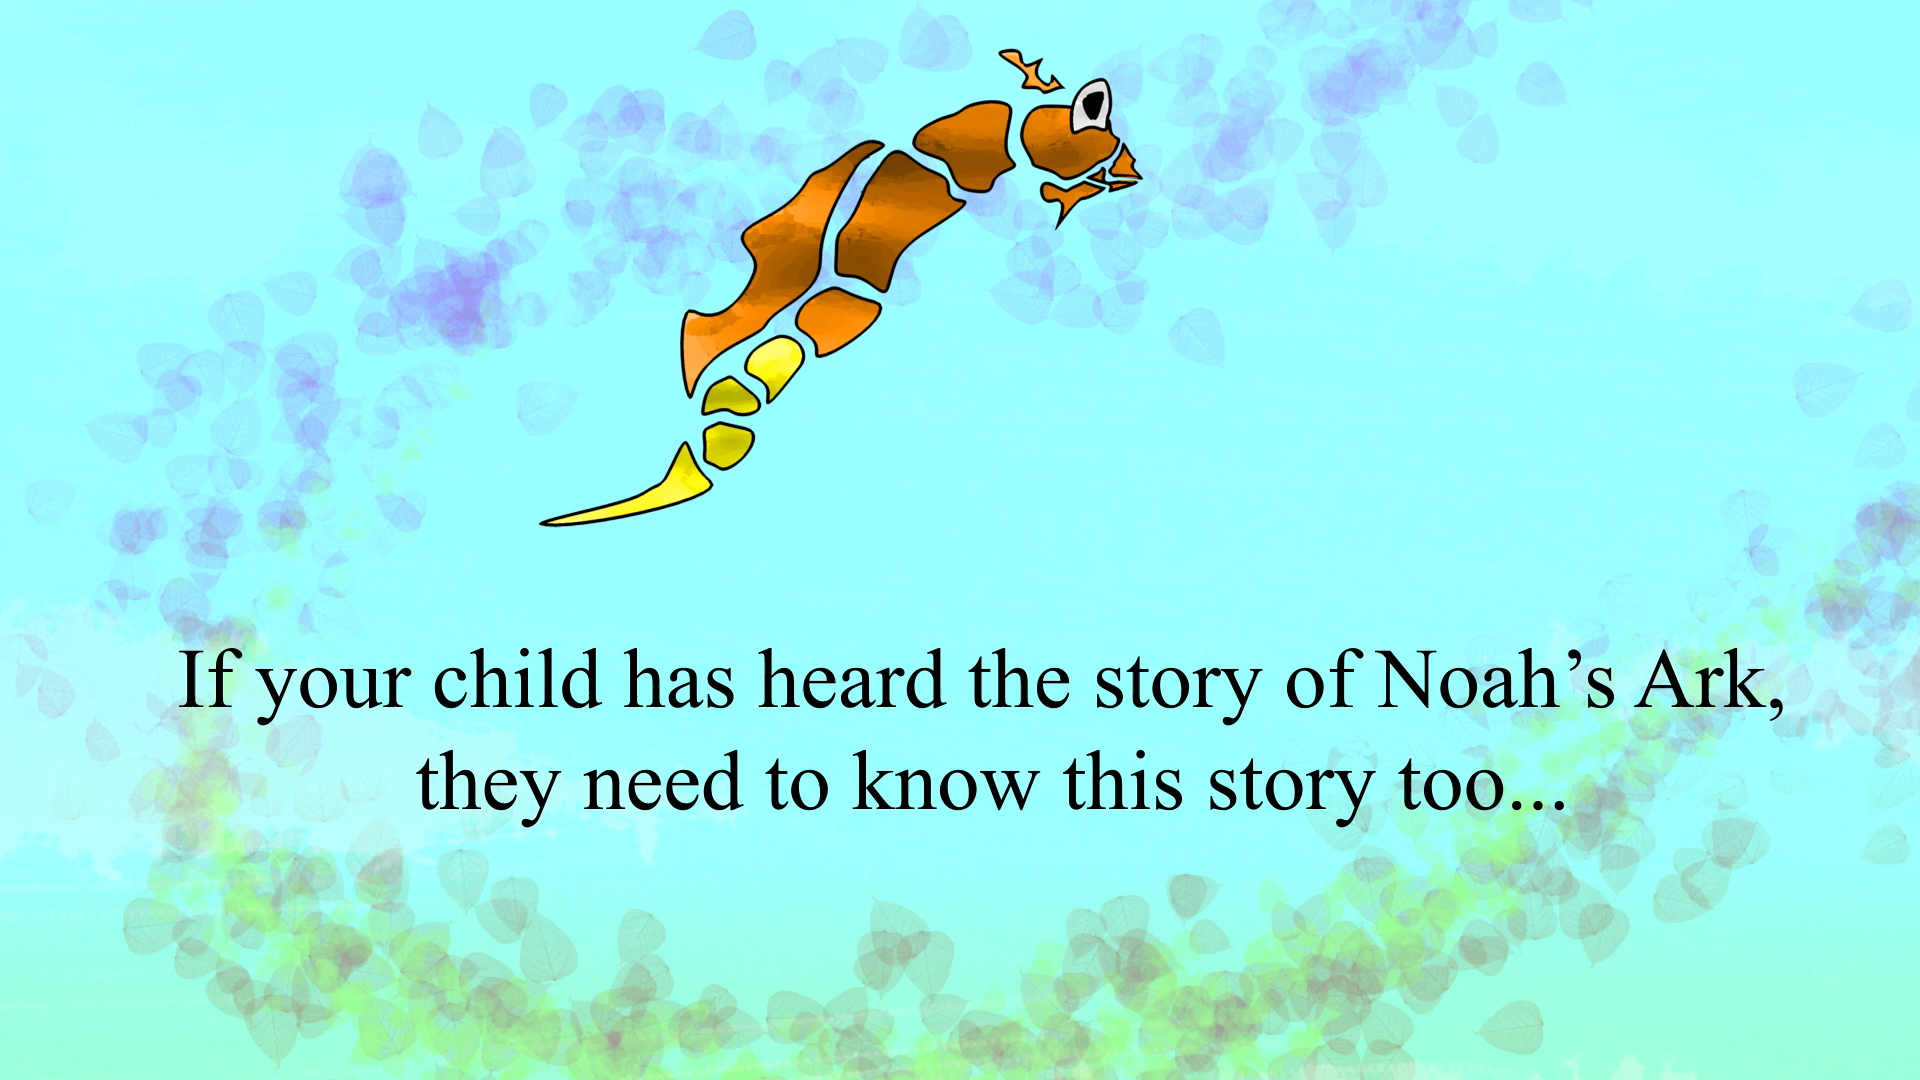 If your child has heard the story of Noah’s Ark,
they need to know this story too...